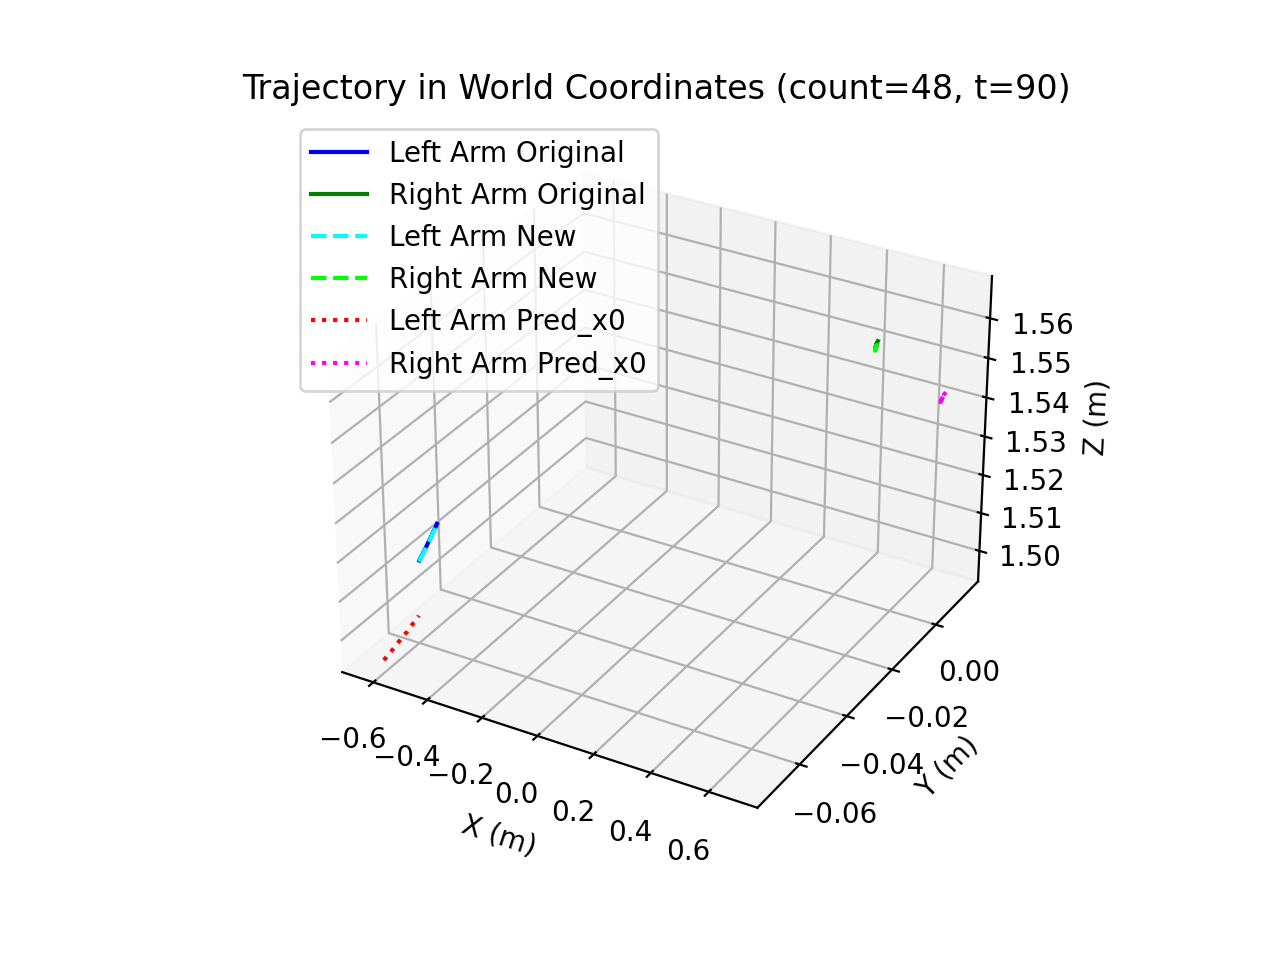 Trajectory in World Coordinates (count=48, t=90)
Left Arm Original
Right Arm Original
Left Arm New
Right Arm New
Left Arm Pred_x0
Right Arm Pred_x0
1.56
1.55
1.54
1.53
1.52
1.51
1.50
Z (m)
0.00
−0.02
−0.04
−0.06
Y (m)
−0.6
−0.4
−0.2
0.0
0.2
0.4
0.6
X (m)